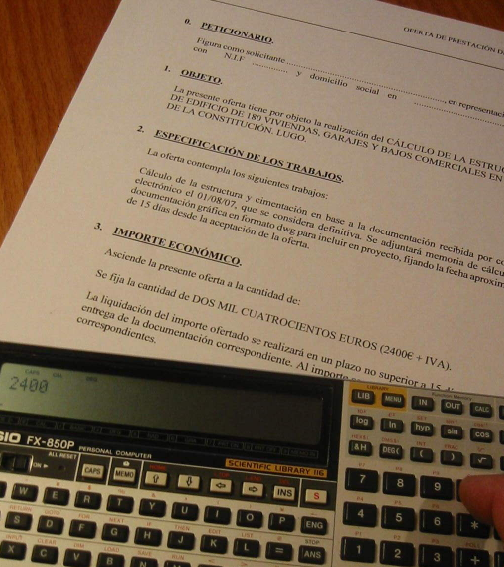 OFERTA DE PRESTACIÓN D
0. PETICIONARIO.
Figura como solicitante
, er representaci
con N.I.F y domicilio social en
1. OBJETO.
La presente oferta tiene por objeto la realización del CÁLCULO DE LA ESTRUC
DE EDIFICIO DE 189 VIVIENDAS, GARAJES Y BAJOS COMERCIALES EN
DE LA CONSTITUCIÓN. LUGO.
2. ESPECIFICACIÓN DE LOS TRABAJOS.
La oferta contempla los siguientes trabajos:
Cálculo de la estructura y cimentación en base a la documentación recibida por co
electrónico el 01/08/07, que se considera definitiva. Se adjuntará memoria de cálcu
documentación gráfica en formato dwg para incluir en proyecto, fijando la fecha aproxim
de 15 días desde la aceptación de la oferta.
3. IMPORTE ECONÓMICO.
Asciende la presente oferta a la cantidad de:
Se fija la cantidad de DOS MIL CUATROCIENTOS EUROS (2400€ + IVA).
La liquidación del importe ofertado se realizará en un plazo no superior a 15
entrega de la documentación correspondiente. Al importe
correspondientes.
CAPS
2400
SIO FX-850P PERSONAL COMPUTER
SCIENTIFIC LIBRARY 116
ALL RESET
ON
CAPS MEMO INS S
LIBRARY
LIB MENU IN OUT CALC
log ln hyp sin cos
&H DEG ( ) √
7 8 9
4 5 6 *
1 2 3 +
W E R T Y U I O P ENG
S D F G H J K L = ANS
X C V B N